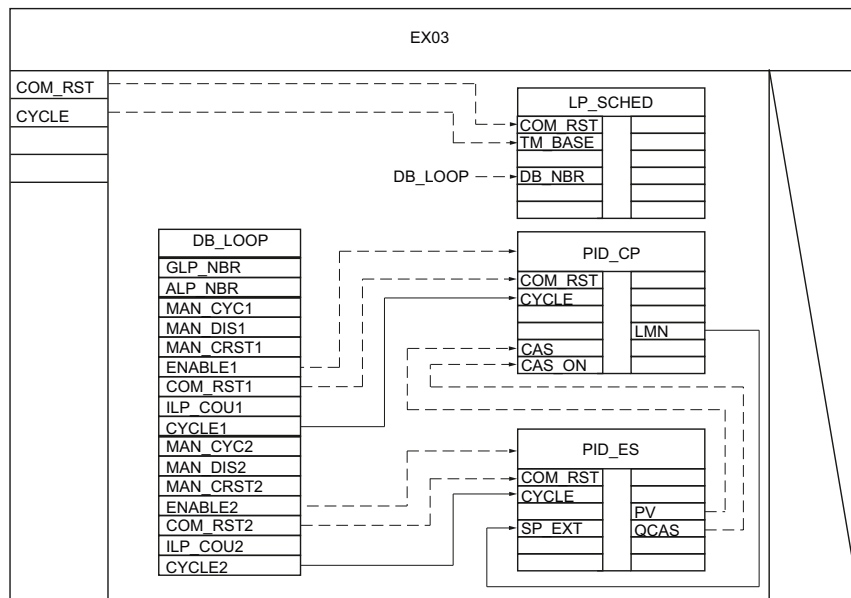 EX03
COM_RST
CYCLE
LP_SCHED
COM_RST
TM_BASE
DB_LOOP
DB_NBR
DB_LOOP
GLP_NBR
ALP_NBR
MAN_CYC1
MAN_DIS1
MAN_CRST1
ENABLE1
COM_RST1
ILP_COU1
CYCLE1
MAN_CYC2
MAN_DIS2
MAN_CRST2
ENABLE2
COM_RST2
ILP_COU2
CYCLE2
PID_CP
COM_RST
CYCLE
LMN
CAS
CAS_ON
PID_ES
COM_RST
CYCLE
PV
SP_EXT
QCAS